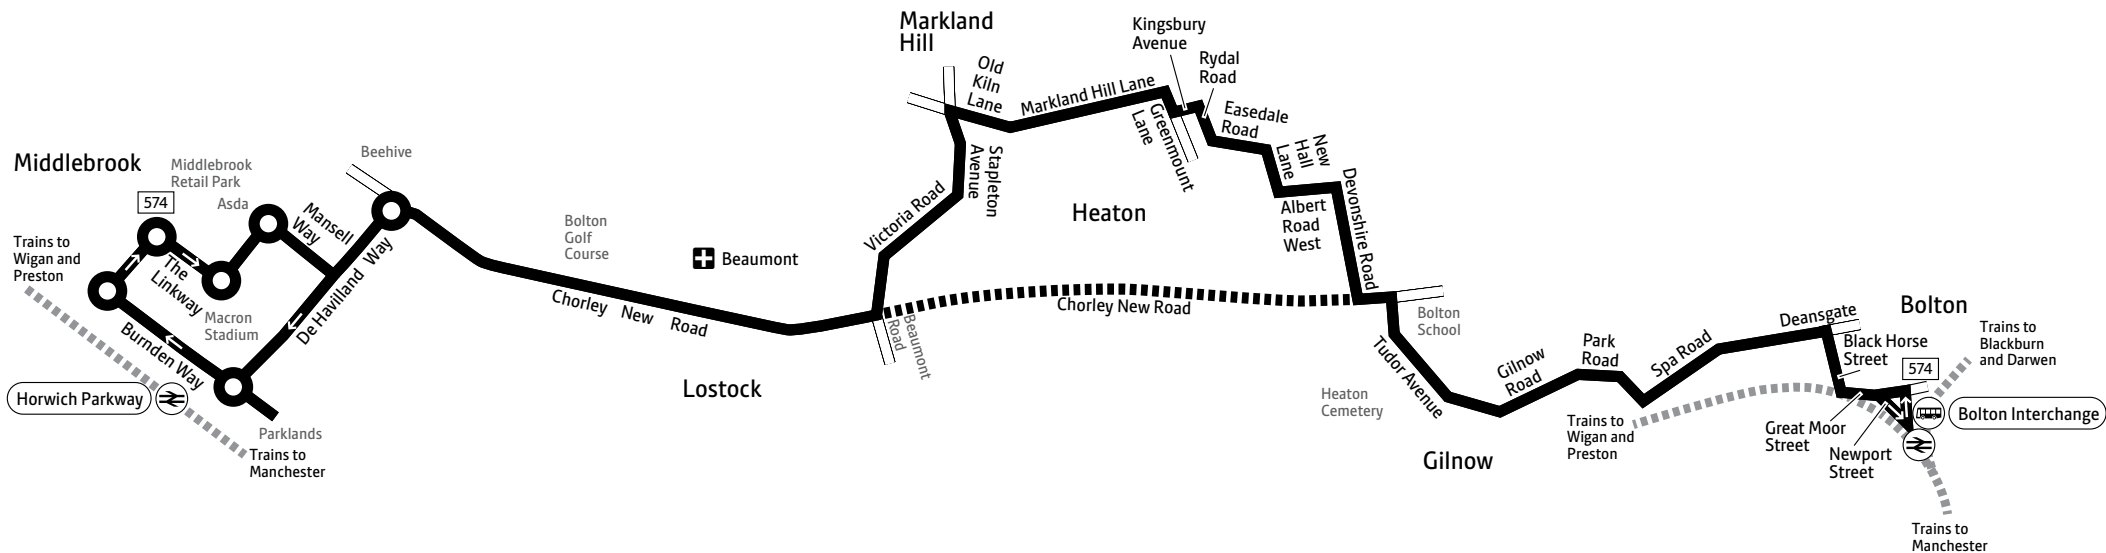 Middlebrook
Middlebrook
Retail Park
574
Asda
Trains to
Wigan and
Preston
The
Linkway
Macron
Stadium
Burnden Way
Horwich Parkway
Parklands
Trains to
Manchester
Mansell
Way
De Havilland Way
Beehive
Chorley New Road
Bolton
Golf
Course
Beaumont
Lostock
Beaumont
Road
Victoria Road
Stapleton
Avenue
Markland
Hill
Old
Kiln
Lane
Markland Hill Lane
Kingsbury
Avenue
Rydal
Road
Greenmount
Lane
Easedale
Road
New
Hall
Lane
Heaton
Albert
Road
West
Devonshire Road
Chorley New Road
Bolton
School
Tudor Avenue
Heaton
Cemetery
Gilnow
Gilnow
Road
Park
Road
Spa Road
Trains to
Wigan and
Preston
Deansgate
Black Horse
Street
Great Moor
Street
Newport
Street
Bolton
574
Trains to
Blackburn
and Darwen
Bolton Interchange
Trains to
Manchester